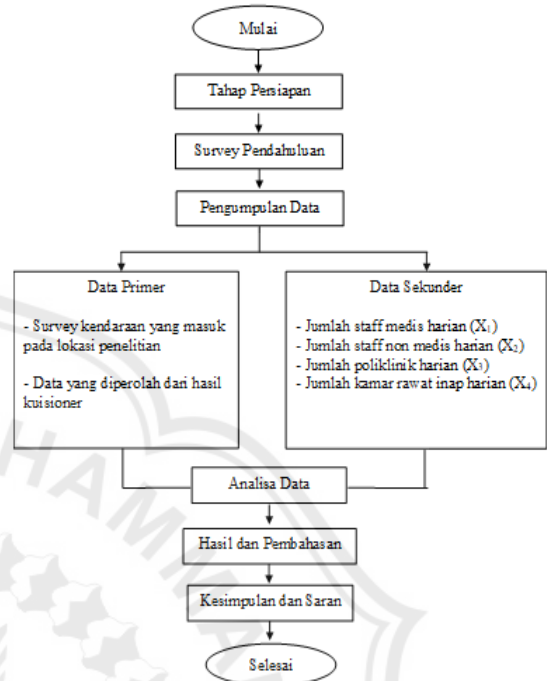 Mulai
Tahap Persiapan
Survey Pendahuluan
Pengumpulan Data
Data Primer
- Survey kendaraan yang masuk
pada lokasi penelitian
- Data yang diperolah dari hasil
kuisioner
Data Sekunder
- Jumlah staff medis harian (X₁)
- Jumlah staff non medis harian (X₂)
- Jumlah poliklinik harian (X₃)
- Jumlah kamar rawat inap harian (X₄)
Analisa Data
Hasil dan Pembahasan
Kesimpulan dan Saran
Selesai
HAMMA